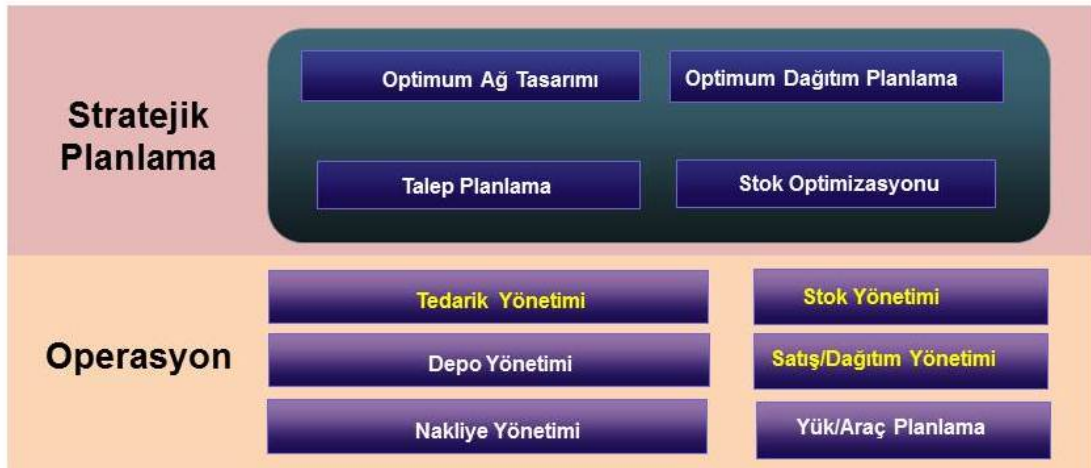 Stratejik
Planlama
Optimum Ağ Tasarımı
Optimum Dağıtım Planlama
Talep Planlama
Stok Optimizasyonu
Operasyon
Tedarik Yönetimi
Stok Yönetimi
Depo Yönetimi
Satış/Dağıtım Yönetimi
Nakliye Yönetimi
Yük/Araç Planlama